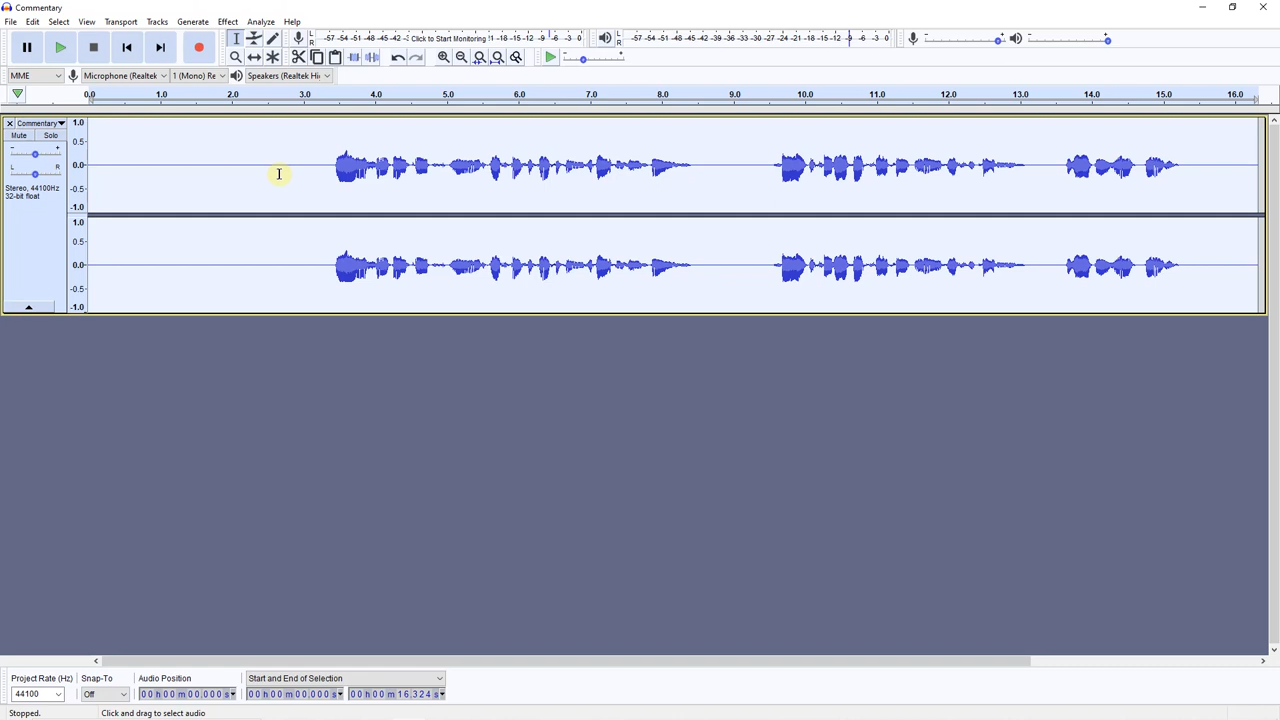 Commentary
File Edit Select View Transport Tracks Generate Effect Analyze Help
L R -57 -54 -51 -48 -45 -42 -3 Click to Start Monitoring !1 -18 -15 -12 -9 -6 -3 0
L R -57 -54 -51 -48 -45 -42 -39 -36 -33 -30 -27 -24 -21 -18 -15 -12 -9 -6 -3 0
MME Microphone (Realtek 1 (Mono) Re Speakers (Realtek Hi
0.0 1.0 2.0 3.0 4.0 5.0 6.0 7.0 8.0 9.0 10.0 11.0 12.0 13.0 14.0 15.0 16.0
Commentary
Mute Solo
- +
L R
Stereo, 44100Hz
32-bit float
1.0
0.5
0.0
-0.5
-1.0
1.0
0.5
0.0
-0.5
-1.0
Project Rate (Hz) Snap-To Audio Position Start and End of Selection
44100 Off 00 h 00 m 00.000 s 00 h 00 m 00.000 s 00 h 00 m 16.324 s
Stopped. Click and drag to select audio